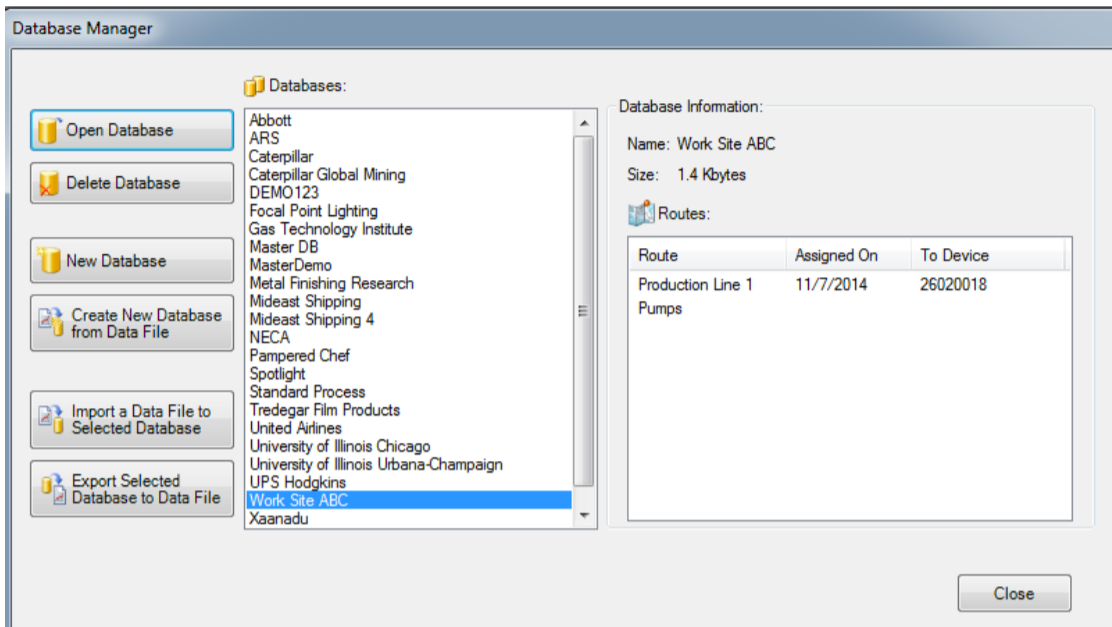 Database Manager
Open Database
Delete Database
New Database
Create New Database
from Data File
Import a Data File to
Selected Database
Export Selected
Database to Data File
Databases:
Abbott
ARS
Caterpillar
Caterpillar Global Mining
DEMO123
Focal Point Lighting
Gas Technology Institute
Master DB
MasterDemo
Metal Finishing Research
Mideast Shipping
Mideast Shipping 4
NECA
Pampered Chef
Spotlight
Standard Process
Tredegar Film Products
United Airlines
University of Illinois Chicago
University of Illinois Urbana-Champaign
UPS Hodgkins
Work Site ABC
Xaanadu
Database Information:
Name: Work Site ABC
Size: 1.4 Kbytes
Routes:
Route Assigned On To Device
Production Line 1 11/7/2014 26020018
Pumps
Close